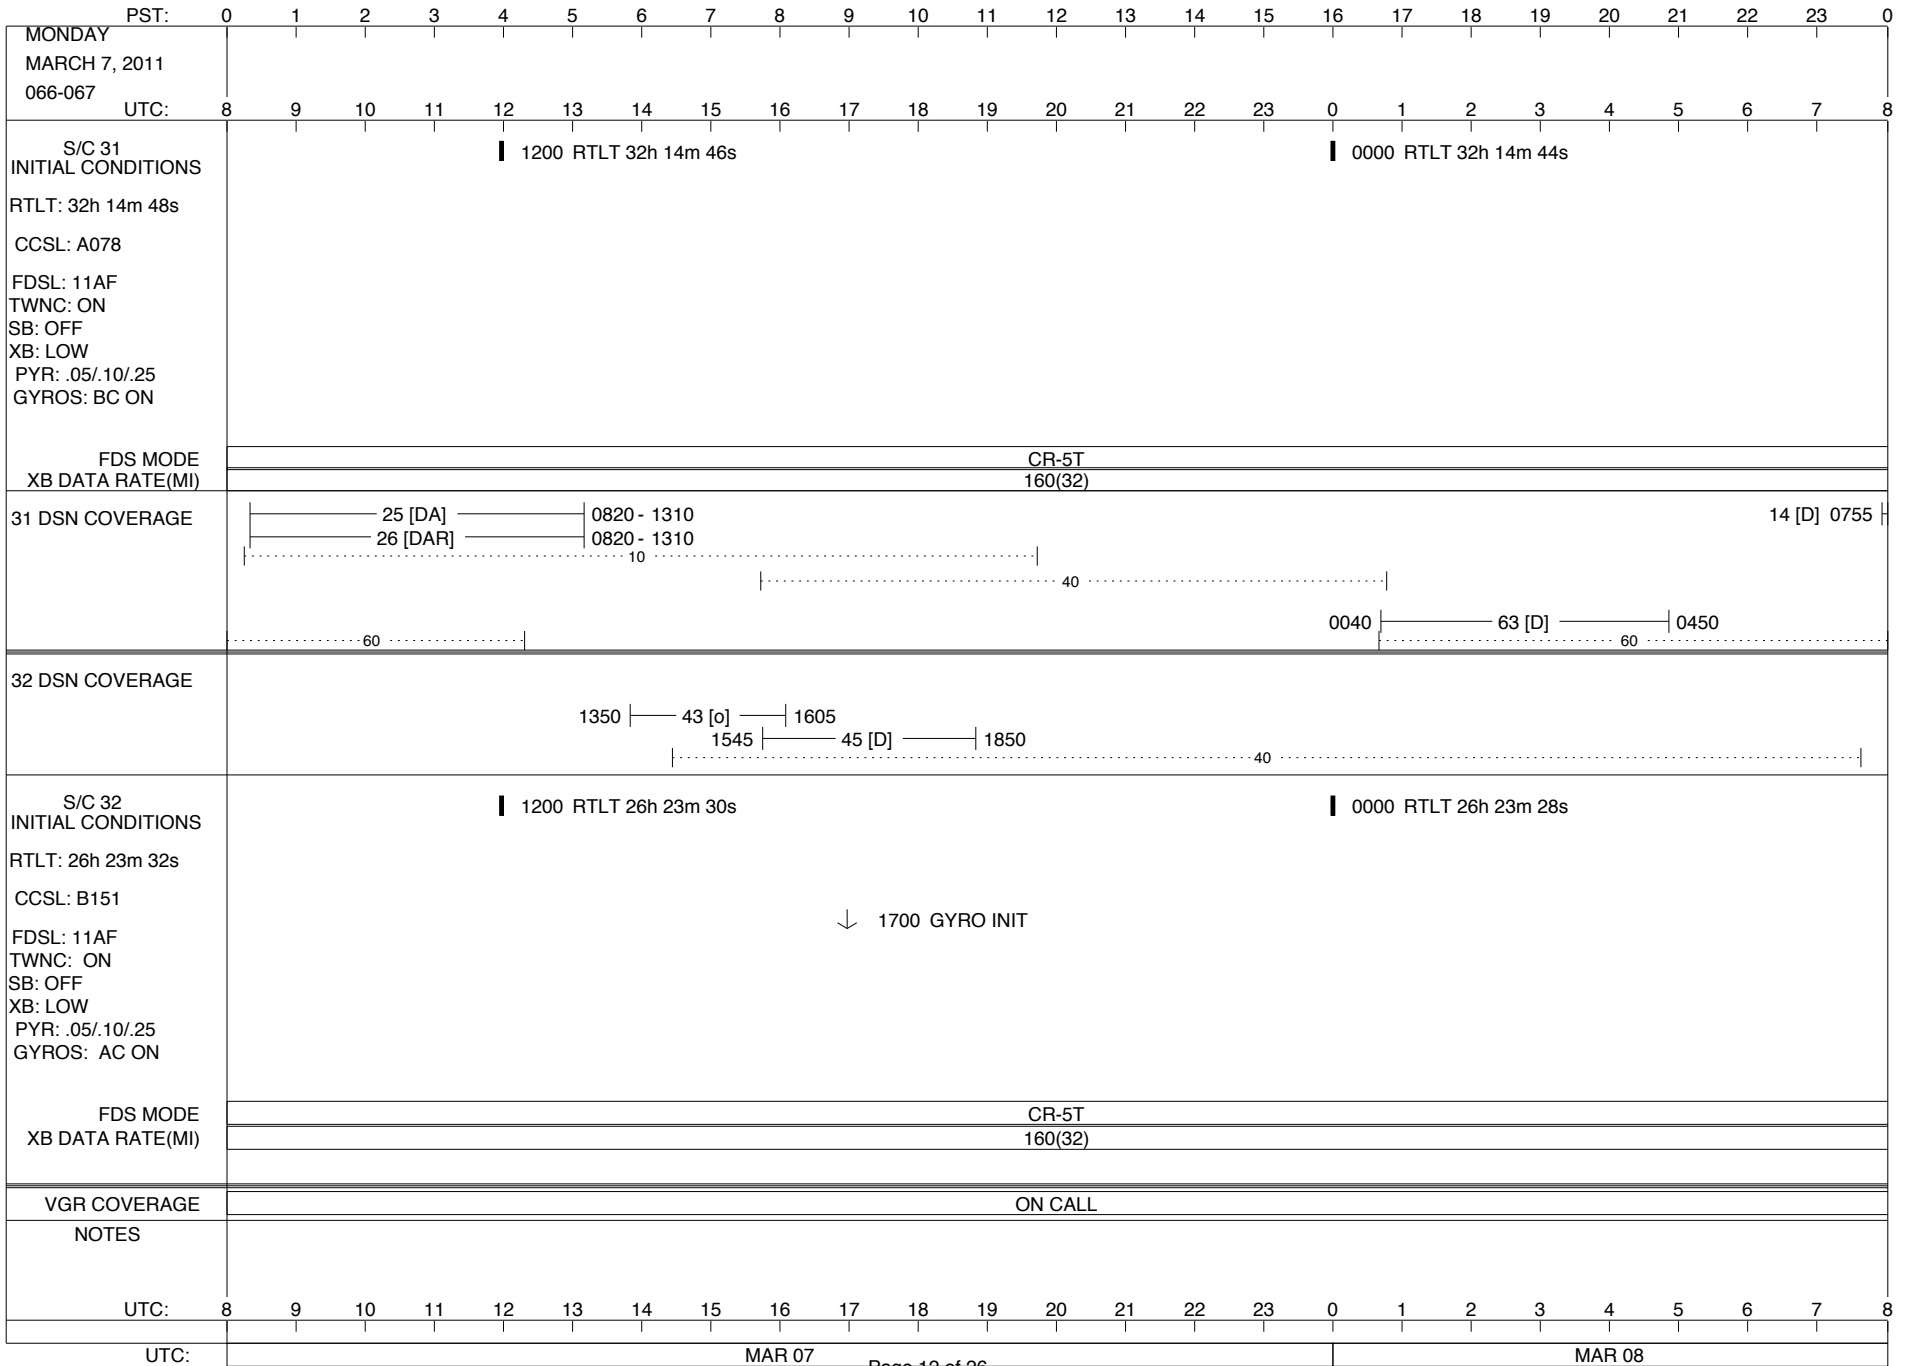 PST: 0 1 2 3 4 5 6 7 8 9 10 11 12 13 14 15 16 17 18 19 20 21 22 23 0
MONDAY
MARCH 7, 2011
066-067
UTC: 8 9 10 11 12 13 14 15 16 17 18 19 20 21 22 23 0 1 2 3 4 5 6 7 8
S/C 31
INITIAL CONDITIONS
1200 RTLT 32h 14m 46s
0000 RTLT 32h 14m 44s
RTLT: 32h 14m 48s
CCSL: A078
FDSL: 11AF
TWNC: ON
SB: OFF
XB: LOW
PYR: .05/.10/.25
GYROS: BC ON
FDS MODE CR-5T
XB DATA RATE(MI) 160(32)
31 DSN COVERAGE
25 [DA] 0820 - 1310
14 [D] 0755
26 [DAR] 0820 - 1310
10
40
0040 63 [D] 0450
60 60
32 DSN COVERAGE
1350 43 [o] 1605
1545 45 [D] 1850
40
S/C 32
INITIAL CONDITIONS
1200 RTLT 26h 23m 30s
0000 RTLT 26h 23m 28s
RTLT: 26h 23m 32s
CCSL: B151
1700 GYRO INIT
FDSL: 11AF
TWNC: ON
SB: OFF
XB: LOW
PYR: .05/.10/.25
GYROS: AC ON
FDS MODE CR-5T
XB DATA RATE(MI) 160(32)
VGR COVERAGE ON CALL
NOTES
UTC: 8 9 10 11 12 13 14 15 16 17 18 19 20 21 22 23 0 1 2 3 4 5 6 7 8
UTC: MAR 07 MAR 08
Page 12 of 26